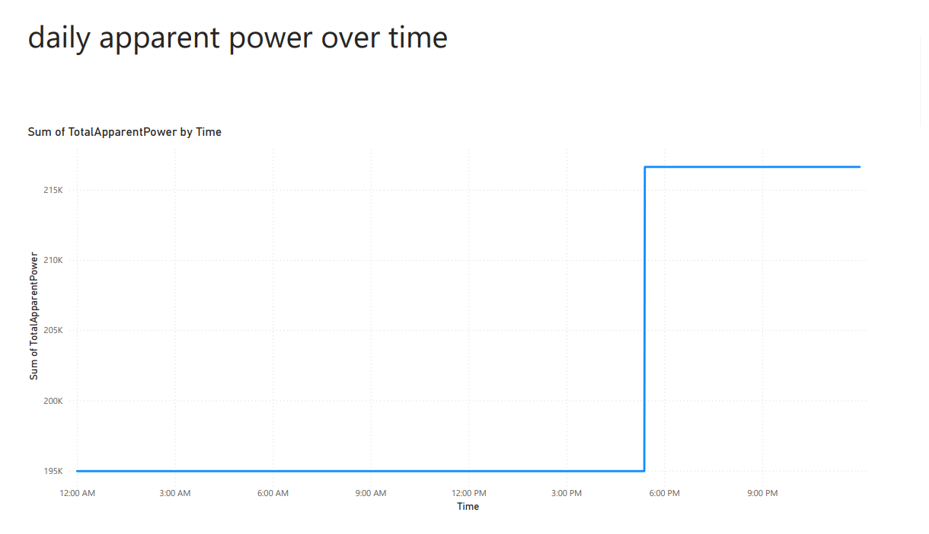 daily apparent power over time
Sum of TotalApparentPower by Time
Sum of TotalApparentPower
215K
210K
205K
200K
195K
12:00 AM 3:00 AM 6:00 AM 9:00 AM 12:00 PM 3:00 PM 6:00 PM 9:00 PM
Time